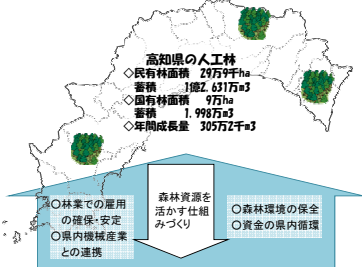 高知県の人工林
◇民有林面積 29万9千ha
蓄積 1億2,631万m3
◇国有林面積 9万ha
蓄積 1,998万m3
◇年間成長量 305万2千m3
○林業での雇用
の確保・安定
○県内機械産業
との連携
森林資源を
活かす仕組
みづくり
○森林環境の保全
○資金の県内循環